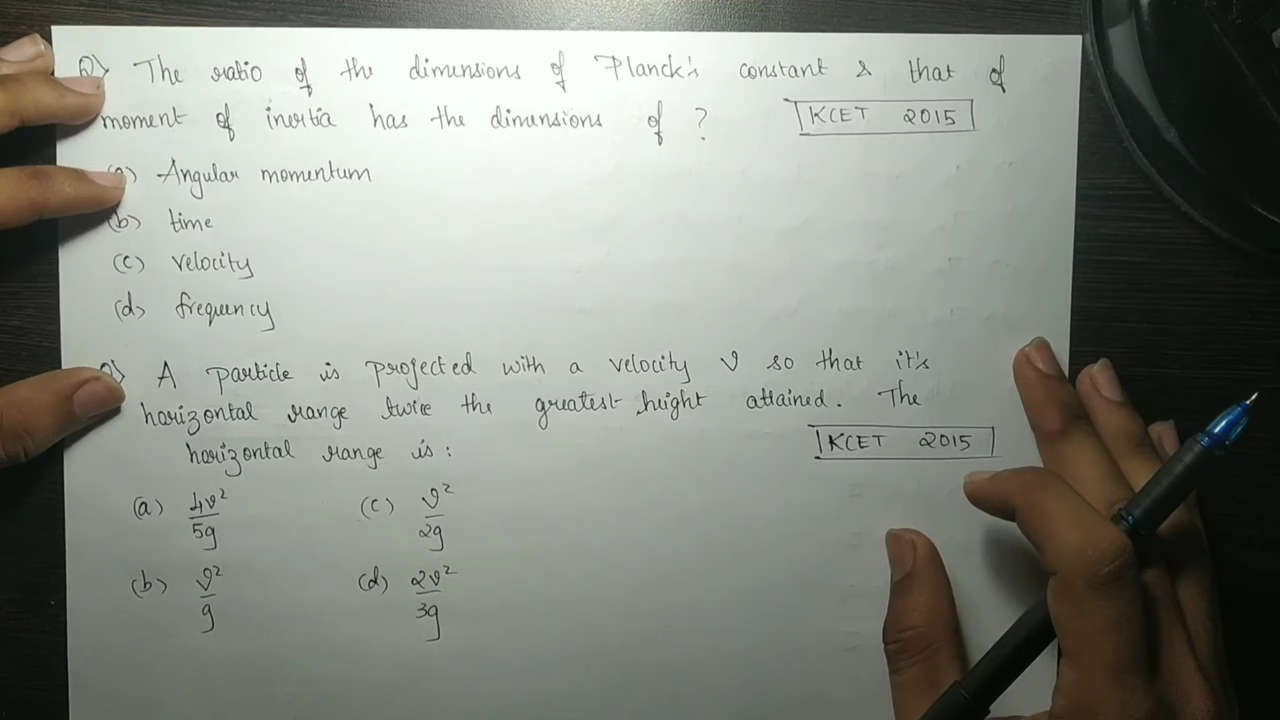 Q) The ratio of the dimensions of Planck's constant & that of
moment of inertia has the dimensions of ? KCET 2015
(a) Angular momentum
(b) time
(c) velocity
(d) frequency
Q) A particle is projected with a velocity v so that it's
horizontal range twice the greatest height attained. The
horizontal range is : KCET 2015
(a) 4v²/5g (c) v²/2g
(b) v²/g (d) 2v²/3g